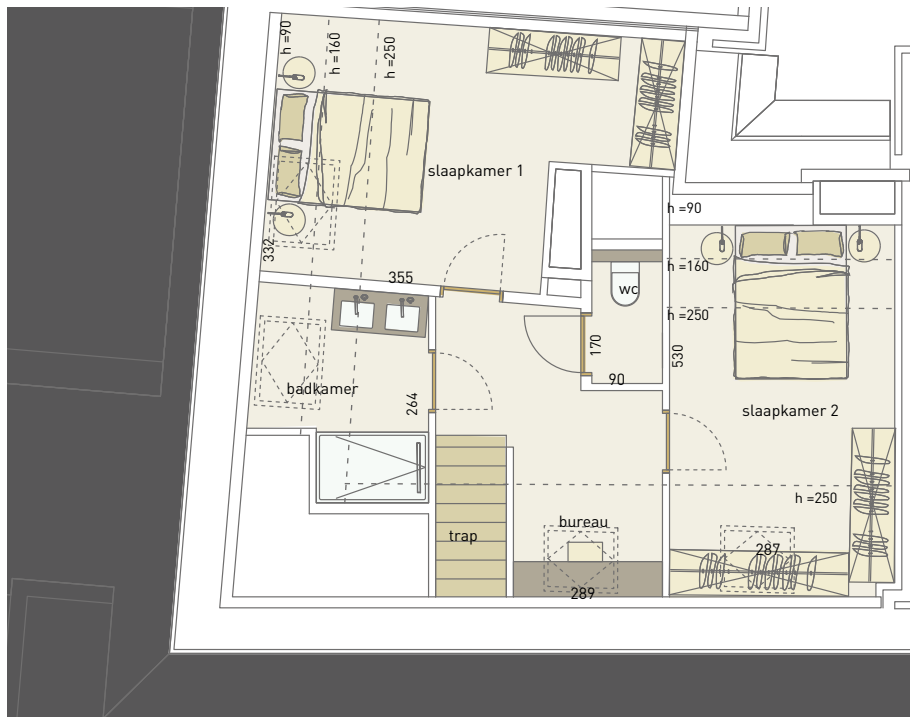 h =90
h =160
h =250
slaapkamer 1
332
355
h =90
h =160
h =250
wc
170
90
530
badkamer
264
slaapkamer 2
h =250
bureau
trap
287
289